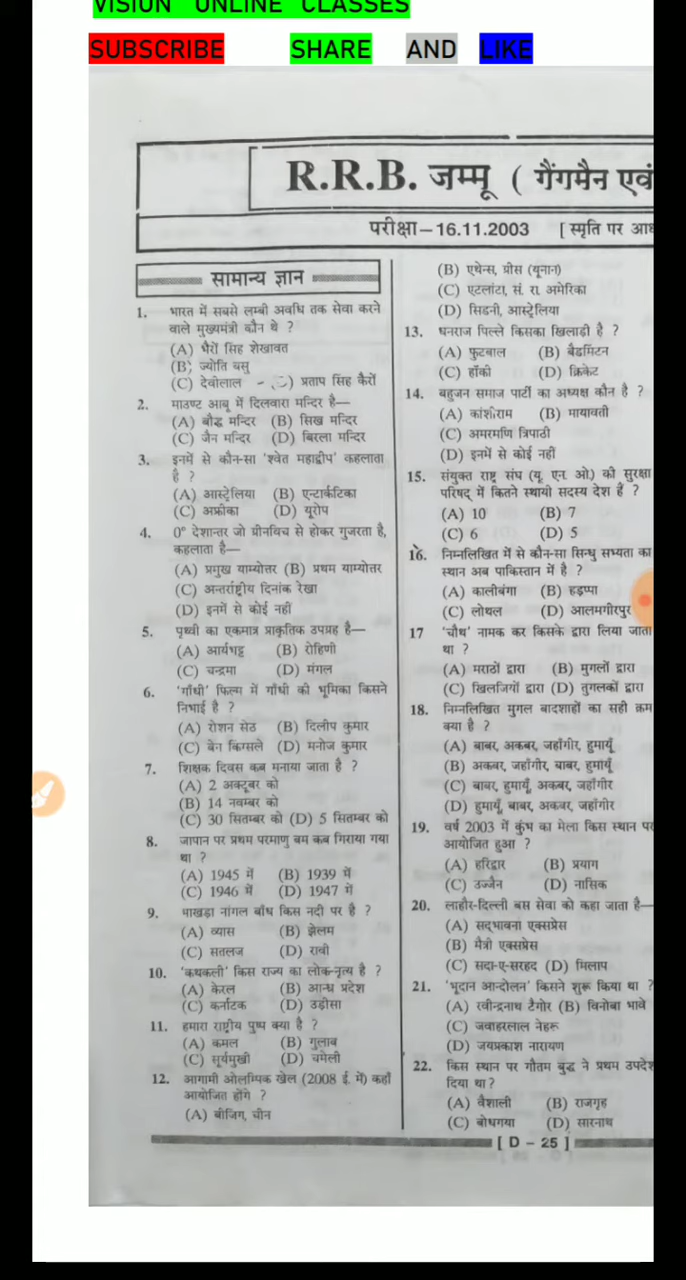 VISION ONLINE CLASSES
SUBSCRIBE SHARE AND LIKE
R.R.B. जम्मू ( गैंगमैन एवं
परीक्षा–16.11.2003 [ स्मृति पर आध
सामान्य ज्ञान
1. भारत में सबसे लम्बी अवधि तक सेवा करने
वाले मुख्यमंत्री कौन थे ?
(A) भैरों सिंह शेखावत
(B) ज्योति बसु
(C) देवीलाल प्रताप सिंह कैरों
2. माउण्ट आबू में दिलवारा मन्दिर है—
(A) बौद्ध मन्दिर (B) सिख मन्दिर
(C) जैन मन्दिर (D) बिरला मन्दिर
3. इनमें से कौन-सा 'श्वेत महाद्वीप' कहलाता
है ?
(A) आस्ट्रेलिया (B) एन्टार्कटिका
(C) अफ्रीका (D) यूरोप
4. 0° देशान्तर जो ग्रीनविच से होकर गुजरता है,
कहलाता है—
(A) प्रमुख याम्योत्तर (B) प्रथम याम्योत्तर
(C) अन्तर्राष्ट्रीय दिनांक रेखा
(D) इनमें से कोई नहीं
5. पृथ्वी का एकमात्र प्राकृतिक उपग्रह है—
(A) आर्यभट्ट (B) रोहिणी
(C) चन्द्रमा (D) मंगल
6. 'गाँधी' फिल्म में गाँधी की भूमिका किसने
निभाई है ?
(A) रोशन सेठ (B) दिलीप कुमार
(C) बेन किंग्सले (D) मनोज कुमार
7. शिक्षक दिवस कब मनाया जाता है ?
(A) 2 अक्टूबर को
(B) 14 नवम्बर को
(C) 30 सितम्बर को (D) 5 सितम्बर को
8. जापान पर प्रथम परमाणु बम कब गिराया गया
था ?
(A) 1945 में (B) 1939 में
(C) 1946 में (D) 1947 में
9. भाखड़ा नांगल बाँध किस नदी पर है ?
(A) व्यास (B) झेलम
(C) सतलज (D) रावी
10. 'कथकली' किस राज्य का लोक-नृत्य है ?
(A) केरल (B) आन्ध्र प्रदेश
(C) कर्नाटक (D) उड़ीसा
11. हमारा राष्ट्रीय पुष्प क्या है ?
(A) कमल (B) गुलाब
(C) सूर्यमुखी (D) चमेली
12. आगामी ओलम्पिक खेल (2008 ई. में) कहाँ
आयोजित होंगे ?
(A) बीजिंग, चीन
(B) एथेन्स, ग्रीस (यूनान)
(C) एटलांटा, सं. रा. अमेरिका
(D) सिडनी, आस्ट्रेलिया
13. धनराज पिल्ले किसका खिलाड़ी है ?
(A) फुटबाल (B) बैडमिंटन
(C) हॉकी (D) क्रिकेट
14. बहुजन समाज पार्टी का अध्यक्ष कौन है ?
(A) कांशीराम (B) मायावती
(C) अमरमणि त्रिपाठी
(D) इनमें से कोई नहीं
15. संयुक्त राष्ट्र संघ (यू. एन. ओ.) की सुरक्षा
परिषद् में कितने स्थायी सदस्य देश हैं ?
(A) 10 (B) 7
(C) 6 (D) 5
16. निम्नलिखित में से कौन-सा सिन्धु सभ्यता का
स्थान अब पाकिस्तान में है ?
(A) कालीबंगा (B) हड़प्पा
(C) लोथल (D) आलमगीरपुर
17 'चौथ' नामक कर किसके द्वारा लिया जाता
था ?
(A) मराठों द्वारा (B) मुगलों द्वारा
(C) खिलजियों द्वारा (D) तुगलकों द्वारा
18. निम्नलिखित मुगल बादशाहों का सही क्रम
क्या है ?
(A) बाबर, अकबर, जहाँगीर, हुमायूँ
(B) अकबर, जहाँगीर, बाबर, हुमायूँ
(C) बाबर, हुमायूँ, अकबर, जहाँगीर
(D) हुमायूँ, बाबर, अकबर, जहाँगीर
19. वर्ष 2003 में कुंभ का मेला किस स्थान पर
आयोजित हुआ ?
(A) हरिद्वार (B) प्रयाग
(C) उज्जैन (D) नासिक
20. लाहौर-दिल्ली बस सेवा को कहा जाता है—
(A) सद्भावना एक्सप्रेस
(B) मैत्री एक्सप्रेस
(C) सदा-ए-सरहद (D) मिलाप
21. 'भूदान आन्दोलन' किसने शुरू किया था ?
(A) रवीन्द्रनाथ टैगोर (B) विनोबा भावे
(C) जवाहरलाल नेहरू
(D) जयप्रकाश नारायण
22. किस स्थान पर गौतम बुद्ध ने प्रथम उपदेश
दिया था ?
(A) वैशाली (B) राजगृह
(C) बोधगया (D) सारनाथ
[ D – 25 ]